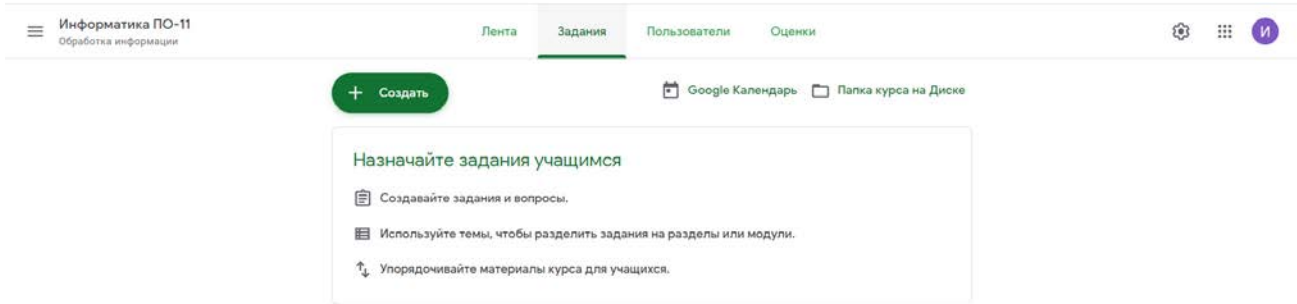 Информатика ПО-11
Обработка информации
Лента Задания Пользователи Оценки
И
+ Создать
Google Календарь Папка курса на Диске
Назначайте задания учащимся
Создавайте задания и вопросы.
Используйте темы, чтобы разделить задания на разделы или модули.
Упорядочивайте материалы курса для учащихся.